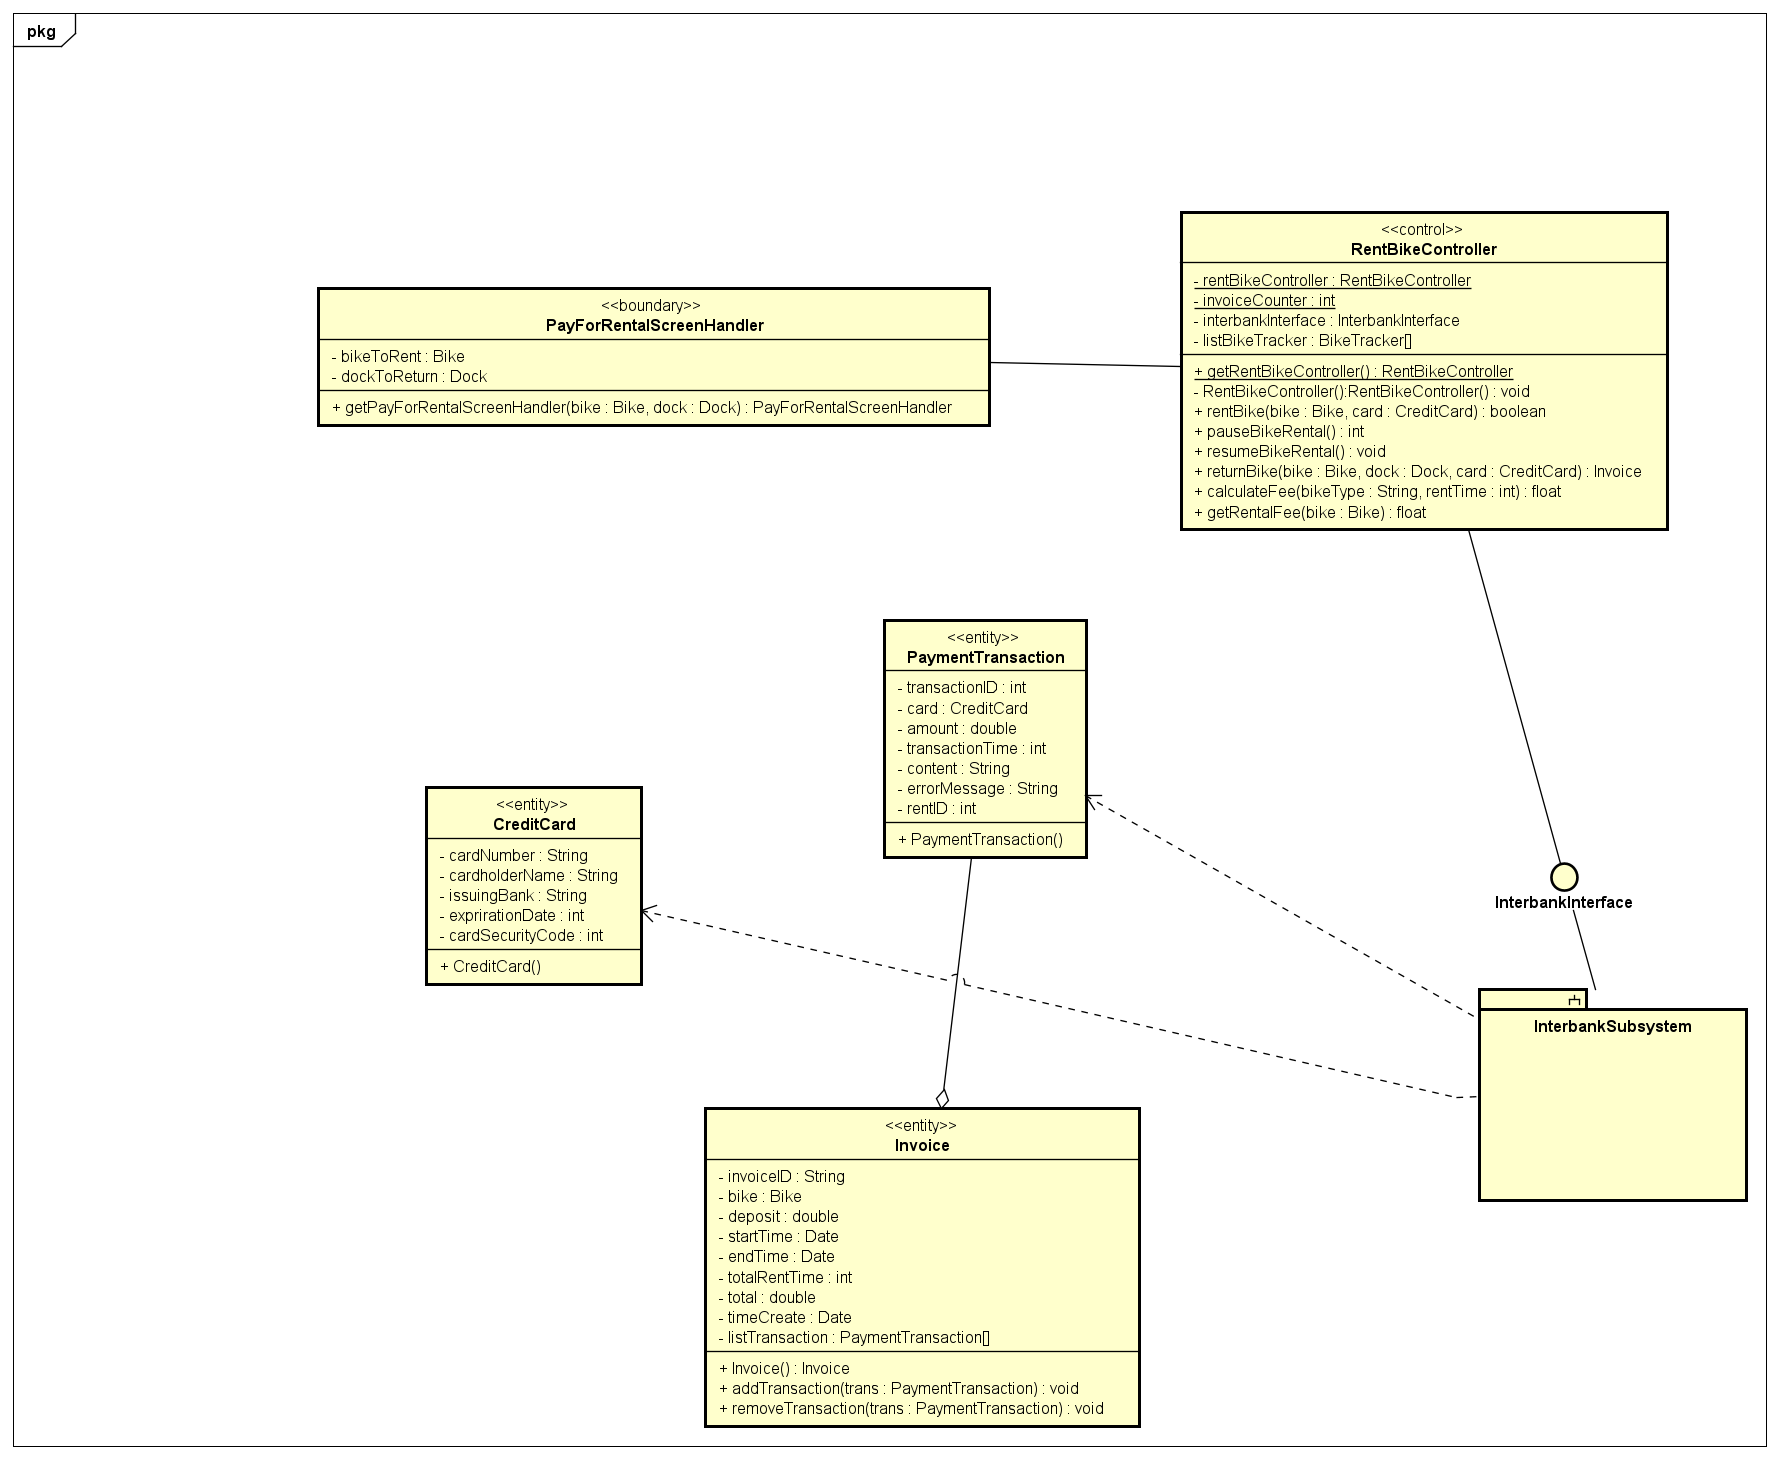 pkg
<<control>>
RentBikeController
- rentBikeController : RentBikeController
- invoiceCounter : int
- interbankInterface : InterbankInterface
- listBikeTracker : BikeTracker[]
+ getRentBikeController() : RentBikeController
- RentBikeController():RentBikeController() : void
+ rentBike(bike : Bike, card : CreditCard) : boolean
+ pauseBikeRental() : int
+ resumeBikeRental() : void
+ returnBike(bike : Bike, dock : Dock, card : CreditCard) : Invoice
+ calculateFee(bikeType : String, rentTime : int) : float
+ getRentalFee(bike : Bike) : float
<<boundary>>
PayForRentalScreenHandler
- bikeToRent : Bike
- dockToReturn : Dock
+ getPayForRentalScreenHandler(bike : Bike, dock : Dock) : PayForRentalScreenHandler
<<entity>>
PaymentTransaction
- transactionID : int
- card : CreditCard
- amount : double
- transactionTime : int
- content : String
- errorMessage : String
- rentID : int
+ PaymentTransaction()
<<entity>>
CreditCard
- cardNumber : String
- cardholderName : String
- issuingBank : String
- exprirationDate : int
- cardSecurityCode : int
+ CreditCard()
InterbankInterface
InterbankSubsystem
<<entity>>
Invoice
- invoiceID : String
- bike : Bike
- deposit : double
- startTime : Date
- endTime : Date
- totalRentTime : int
- total : double
- timeCreate : Date
- listTransaction : PaymentTransaction[]
+ Invoice() : Invoice
+ addTransaction(trans : PaymentTransaction) : void
+ removeTransaction(trans : PaymentTransaction) : void